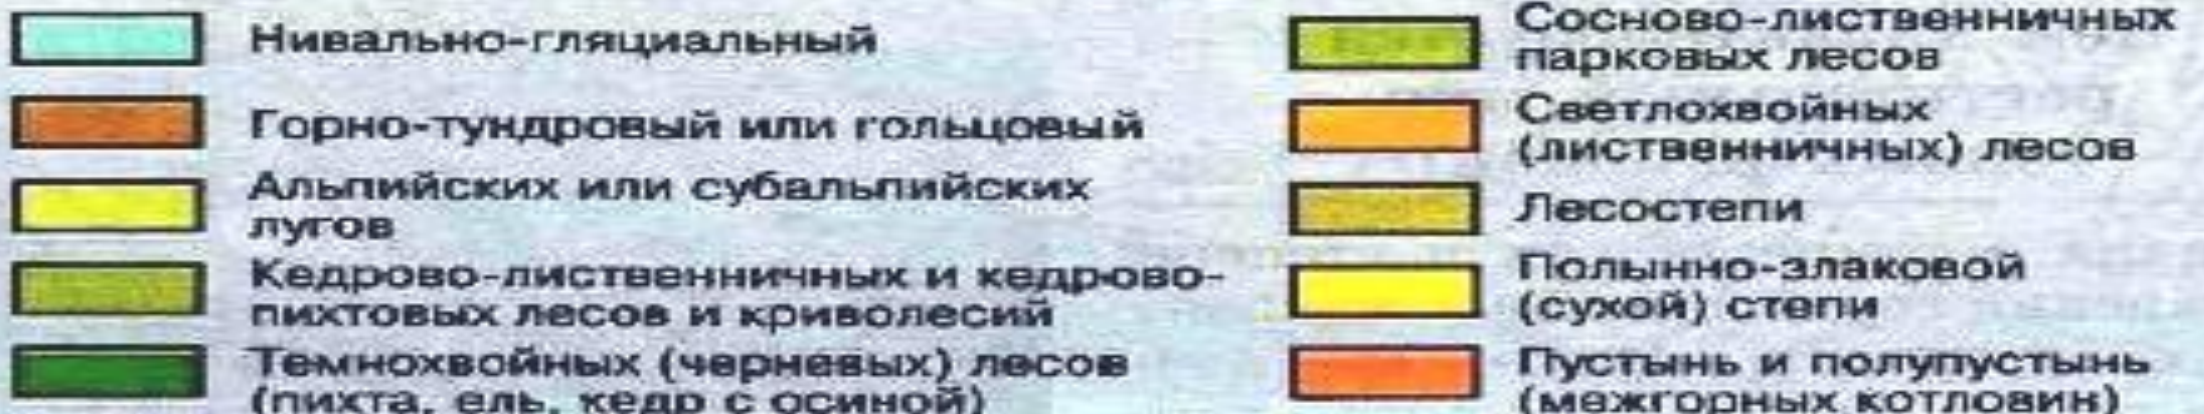 Нивально-гляциальный
Горно-тундровый или гольцовый
Альпийских или субальпийских
лугов
Кедрово-лиственничных и кедрово-
пихтовых лесов и криволесий
Темнохвойных (черневых) лесов
(пихта, ель, кедр с осиной)
Сосново-лиственничных
парковых лесов
Светлохвойных
(лиственничных) лесов
Лесостепи
Полынно-злаковой
(сухой) степи
Пустынь и полупустынь
(межгорных котловин)